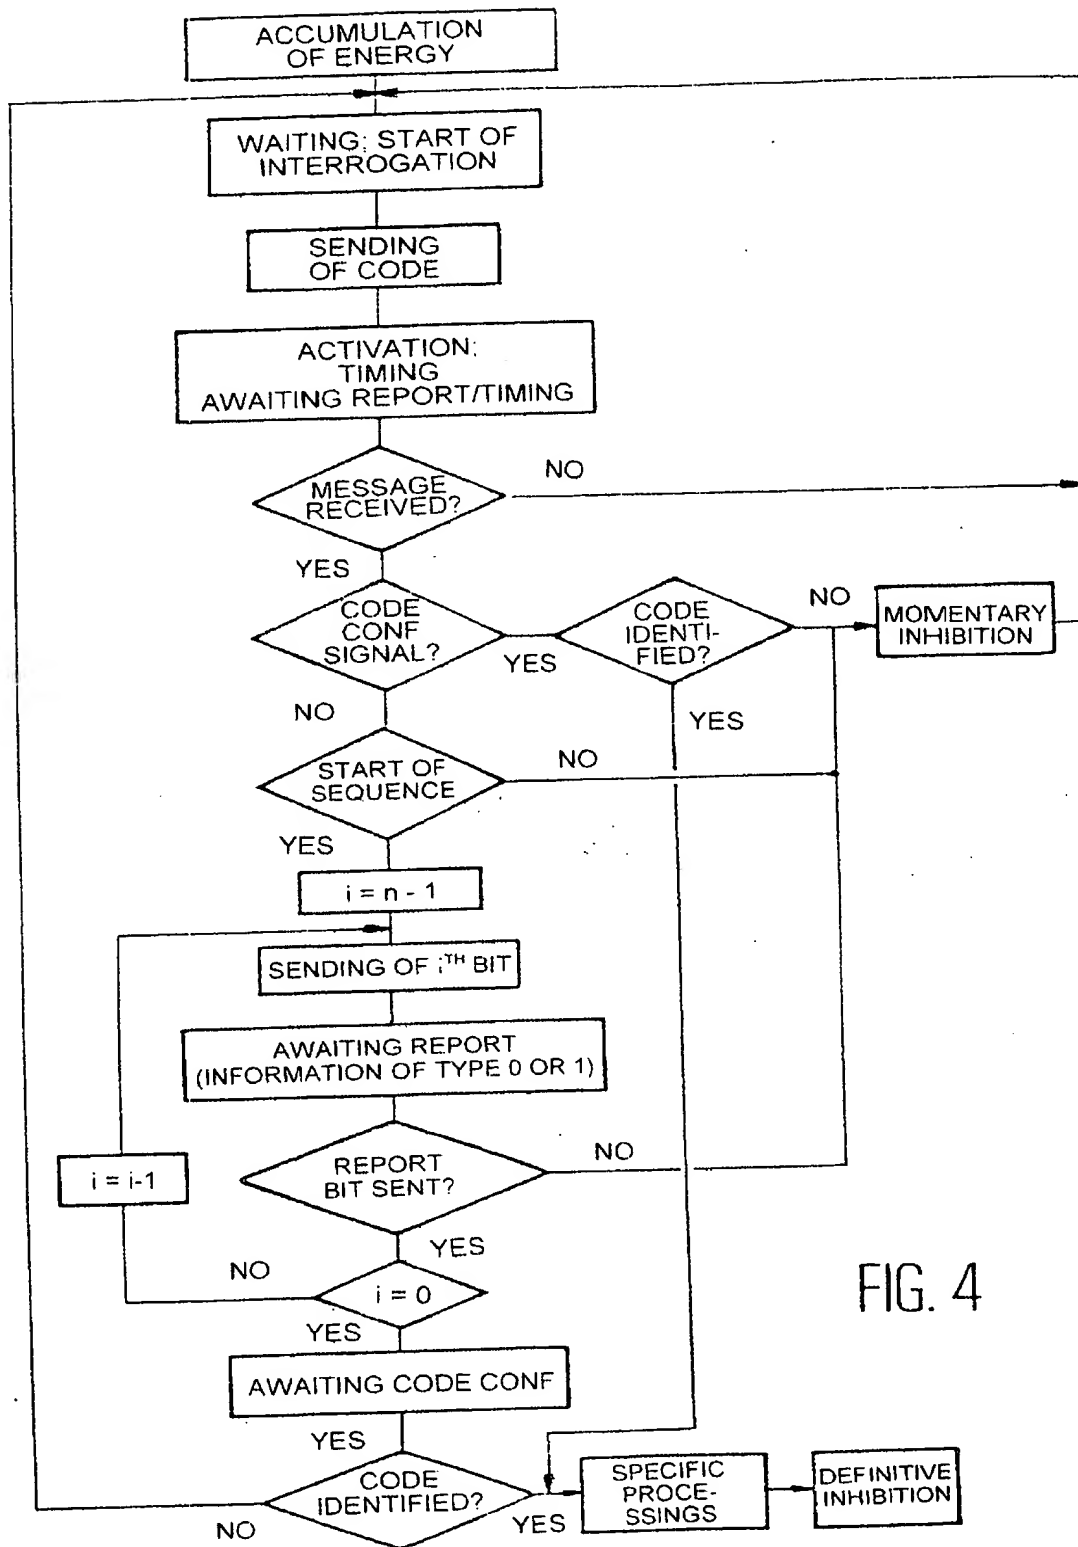 ACCUMULATION
OF ENERGY
WAITING: START OF
INTERROGATION
SENDING
OF CODE
ACTIVATION:
TIMING
AWAITING REPORT/TIMING
MESSAGE
RECEIVED?
NO
YES
CODE
CONF
SIGNAL?
YES
CODE
IDENTI-
FIED?
NO
MOMENTARY
INHIBITION
NO
YES
START OF
SEQUENCE
NO
YES
i = n - 1
SENDING OF iTH BIT
AWAITING REPORT
(INFORMATION OF TYPE 0 OR 1)
REPORT
BIT SENT?
NO
i = i-1
YES
NO
i = 0
YES
FIG. 4
AWAITING CODE CONF
YES
CODE
IDENTIFIED?
NO
YES
SPECIFIC
PROCE-
SSINGS
DEFINITIVE
INHIBITION